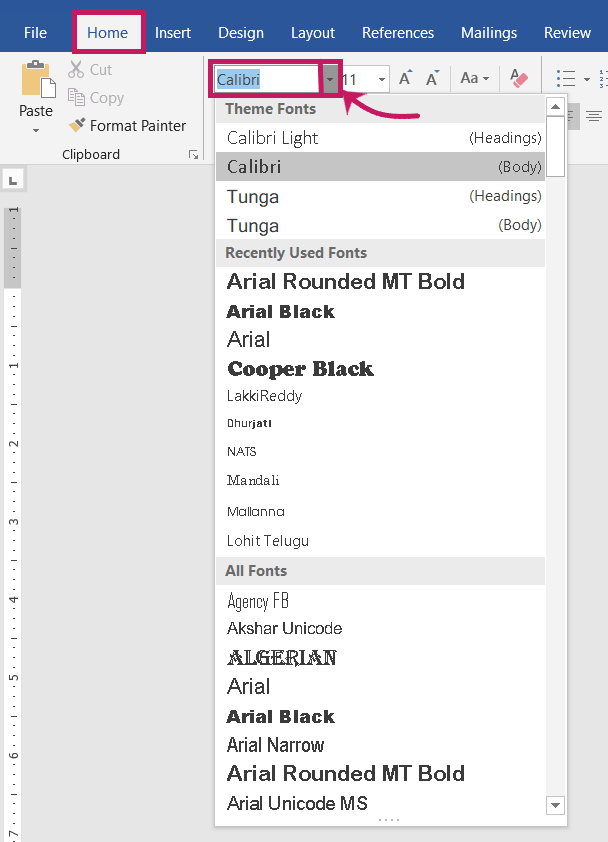 File Home Insert Design Layout References Mailings Review
Cut
Copy
Paste
Format Painter
Clipboard
Calibri 11 A A Aa A
Theme Fonts
Calibri Light (Headings)
Calibri (Body)
Tunga (Headings)
Tunga (Body)
Recently Used Fonts
Arial Rounded MT Bold
Arial Black
Arial
Cooper Black
LakkiReddy
Dhurjati
NATS
Mandali
Mallanna
Lohit Telugu
All Fonts
Agency FB
Akshar Unicode
ALGERIAN
Arial
Arial Black
Arial Narrow
Arial Rounded MT Bold
Arial Unicode MS
L
1
1
2
3
4
5
6
7